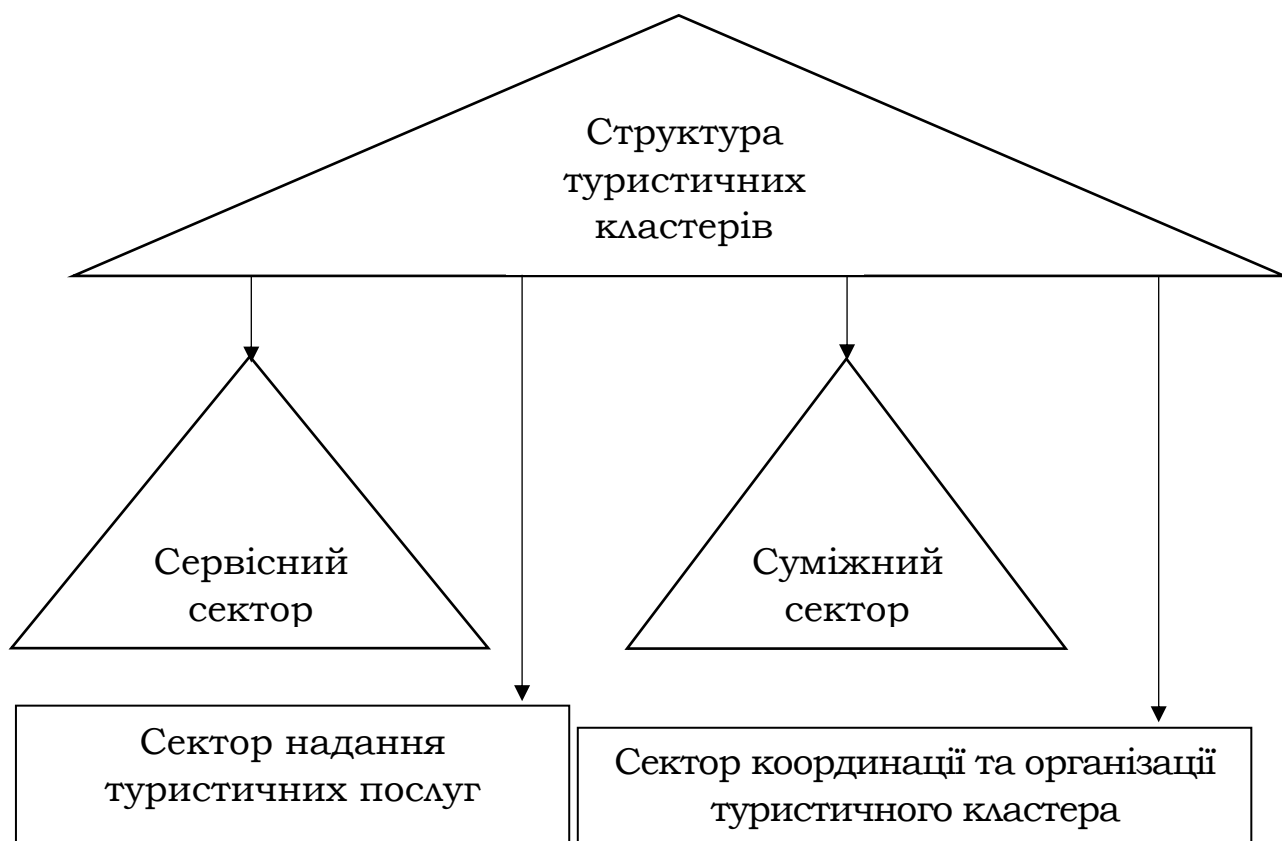 Структура
туристичних
кластерів
Сервісний
сектор
Суміжний
сектор
Сектор надання
туристичних послуг
Сектор координації та організації
туристичного кластера